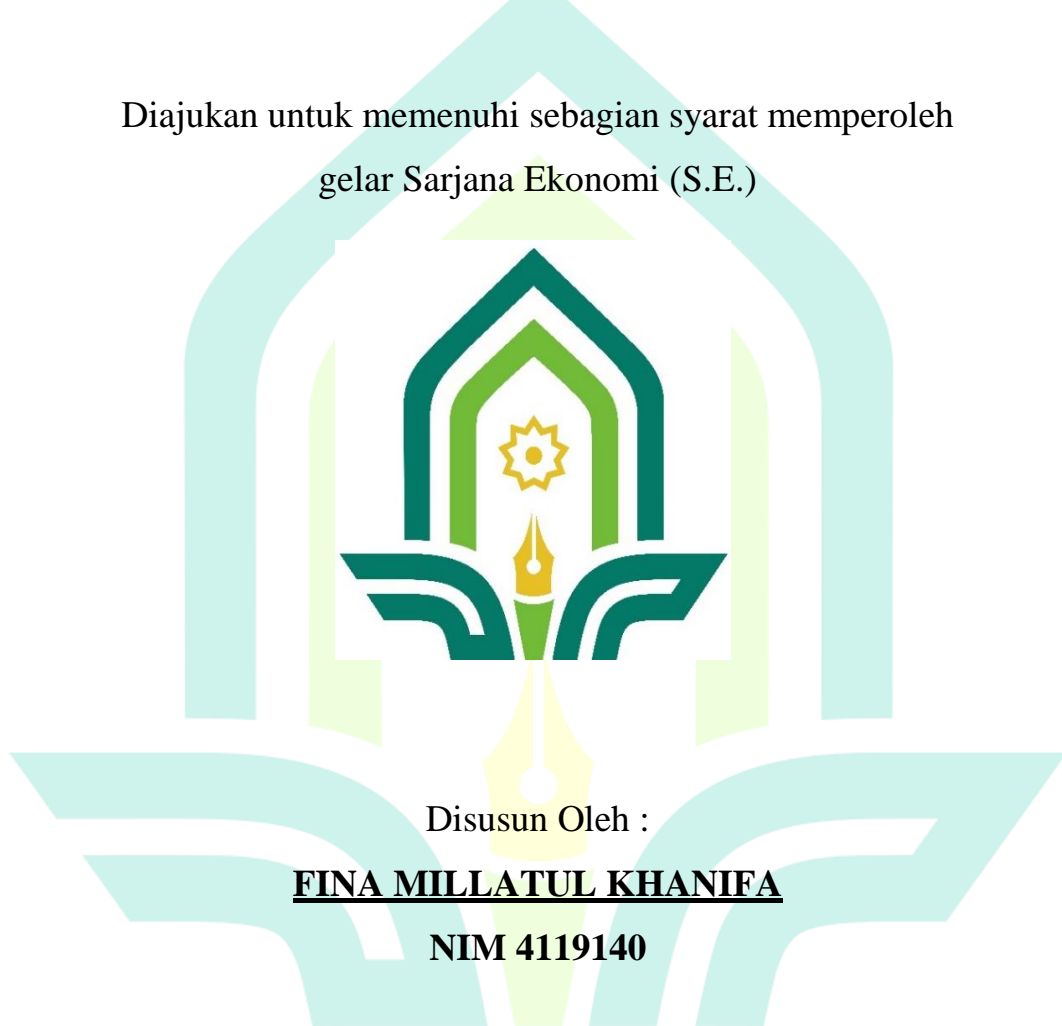 Diajukan untuk memenuhi sebagian syarat memperoleh
gelar Sarjana Ekonomi (S.E.)
Disusun Oleh :
FINA MILLATUL KHANIFA
NIM 4119140